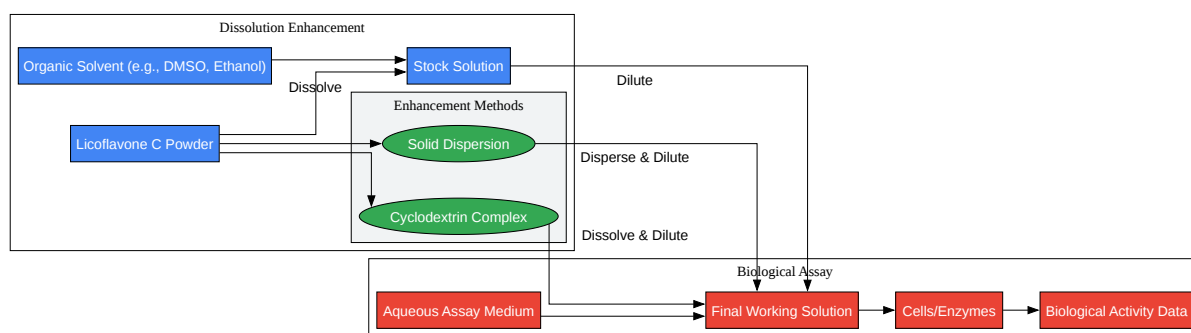 Dissolution Enhancement
Organic Solvent (e.g., DMSO, Ethanol)
Stock Solution
Dissolve
Dilute
Enhancement Methods
Licoflavone C Powder
Solid Dispersion
Disperse & Dilute
Cyclodextrin Complex
Dissolve & Dilute
Biological Assay
Aqueous Assay Medium
Final Working Solution
Cells/Enzymes
Biological Activity Data